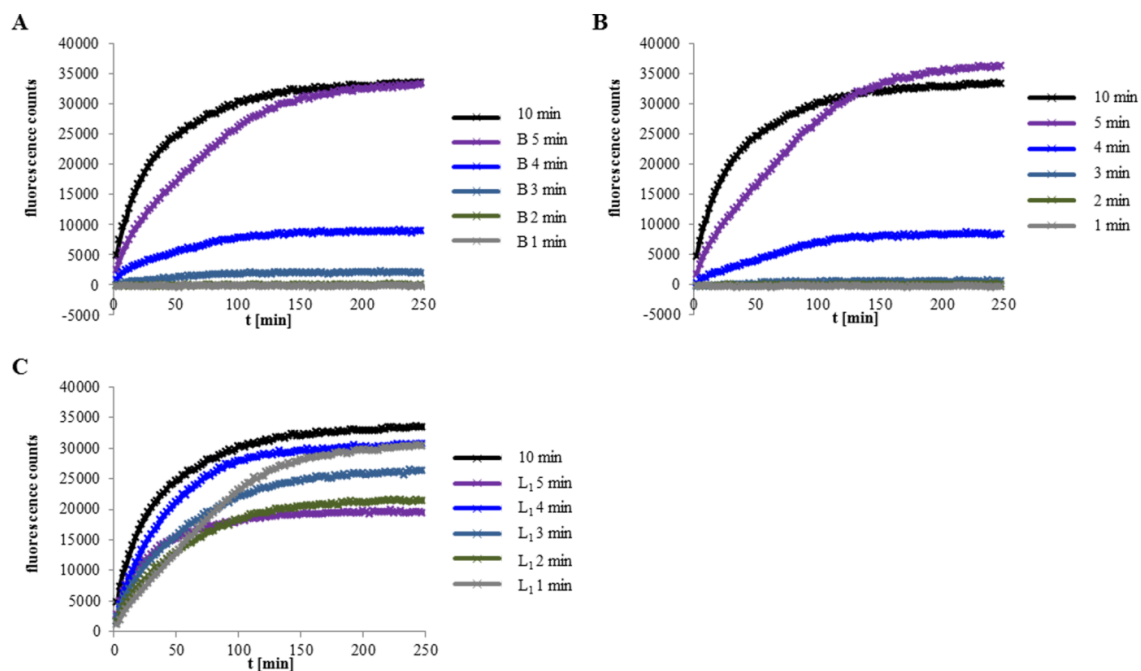 A
fluorescence counts
40000
35000
30000
25000
20000
15000
10000
5000
0
-5000
0 50 100 150 200 250
t [min]
10 min
B 5 min
B 4 min
B 3 min
B 2 min
B 1 min
B
fluorescence counts
40000
35000
30000
25000
20000
15000
10000
5000
0
-5000
0 50 100 150 200 250
t [min]
10 min
5 min
4 min
3 min
2 min
1 min
C
fluorescence counts
40000
35000
30000
25000
20000
15000
10000
5000
0
0 50 100 150 200 250
t [min]
10 min
L₁ 5 min
L₁ 4 min
L₁ 3 min
L₁ 2 min
L₁ 1 min